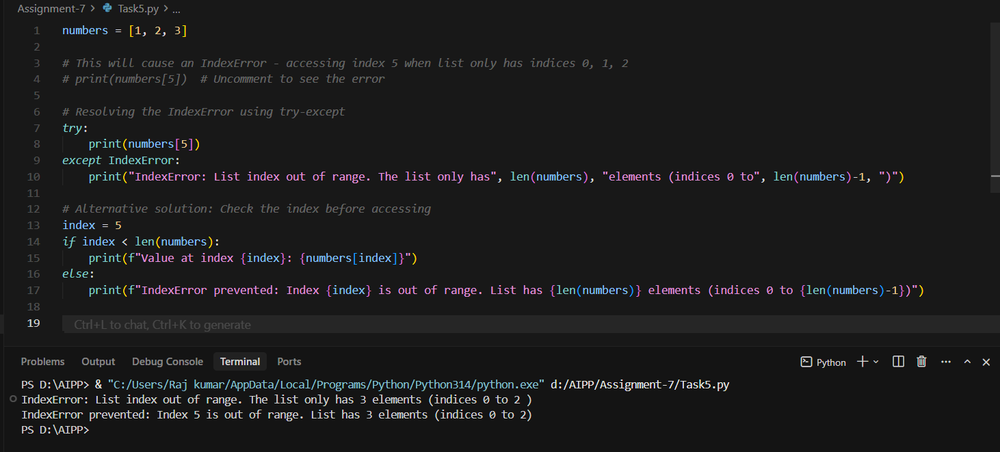 Assignment-7 > Task5.py > ...
1 numbers = [1, 2, 3]
2
3 # This will cause an IndexError - accessing index 5 when list only has indices 0, 1, 2
4 # print(numbers[5])  # Uncomment to see the error
5
6 # Resolving the IndexError using try-except
7 try:
8     print(numbers[5])
9 except IndexError:
10     print("IndexError: List index out of range. The list only has", len(numbers), "elements (indices 0 to", len(numbers)-1, ")")
11
12 # Alternative solution: Check the index before accessing
13 index = 5
14 if index < len(numbers):
15     print(f"Value at index {index}: {numbers[index]}")
16 else:
17     print(f"IndexError prevented: Index {index} is out of range. List has {len(numbers)} elements (indices 0 to {len(numbers)-1})")
18
19 Ctrl+L to chat, Ctrl+K to generate
Problems Output Debug Console Terminal Ports Python
PS D:\AIPP> & "C:/Users/Raj kumar/AppData/Local/Programs/Python/Python314/python.exe" d:/AIPP/Assignment-7/Task5.py
IndexError: List index out of range. The list only has 3 elements (indices 0 to 2 )
IndexError prevented: Index 5 is out of range. List has 3 elements (indices 0 to 2)
PS D:\AIPP>